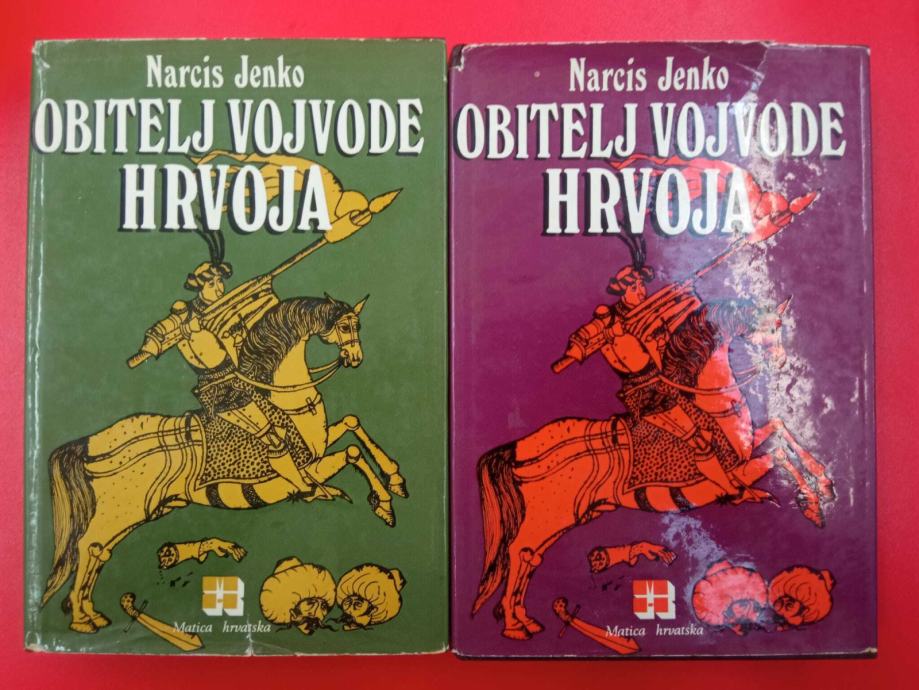 Narcis Jenko
OBITELJ VOJVODE
HRVOJA
Matica hrvatska
Narcis Jenko
OBITELJ VOJVODE
HRVOJA
Matica hrvatska